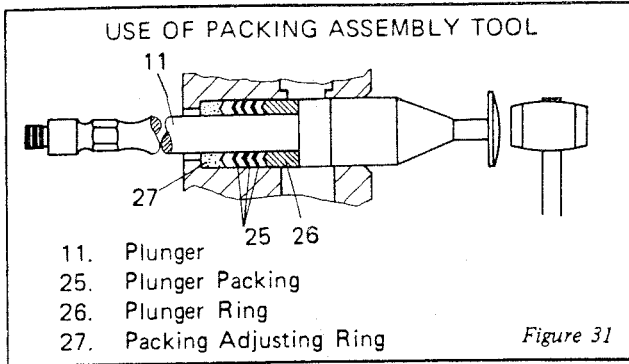 USE OF PACKING ASSEMBLY TOOL
11
27
25 26
11. Plunger
25. Plunger Packing
26. Plunger Ring
27. Packing Adjusting Ring
Figure 31